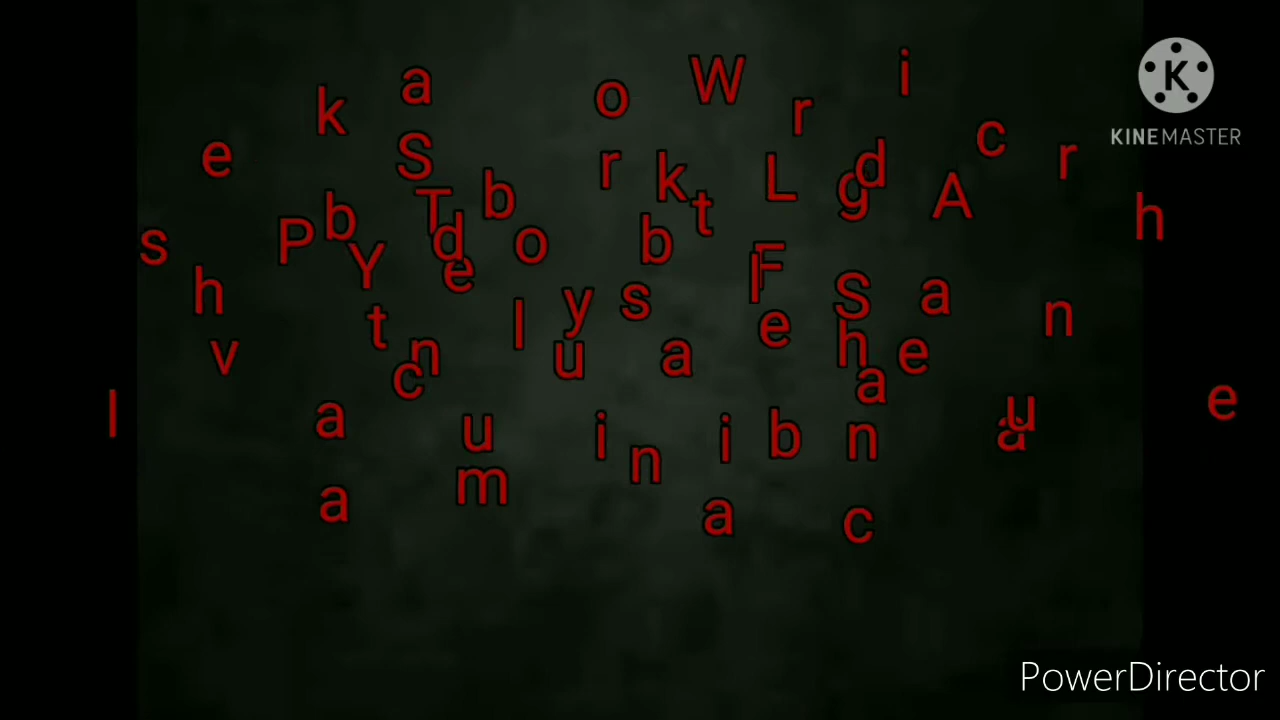 k a o W r i
K
KINEMASTER
e S r k L d c r
b T b t g A h
s P Y d e o b F
h t l y s l e S a n
v n c u a h a e
l a u i n i b n a u e
a m a c
PowerDirector